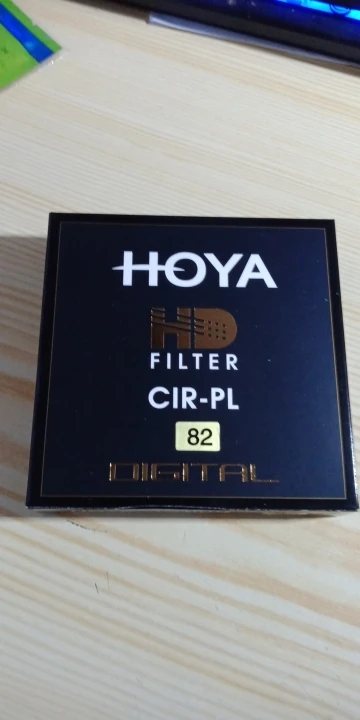 HOYA
HD
FILTER
CIR-PL
82
DIGITAL